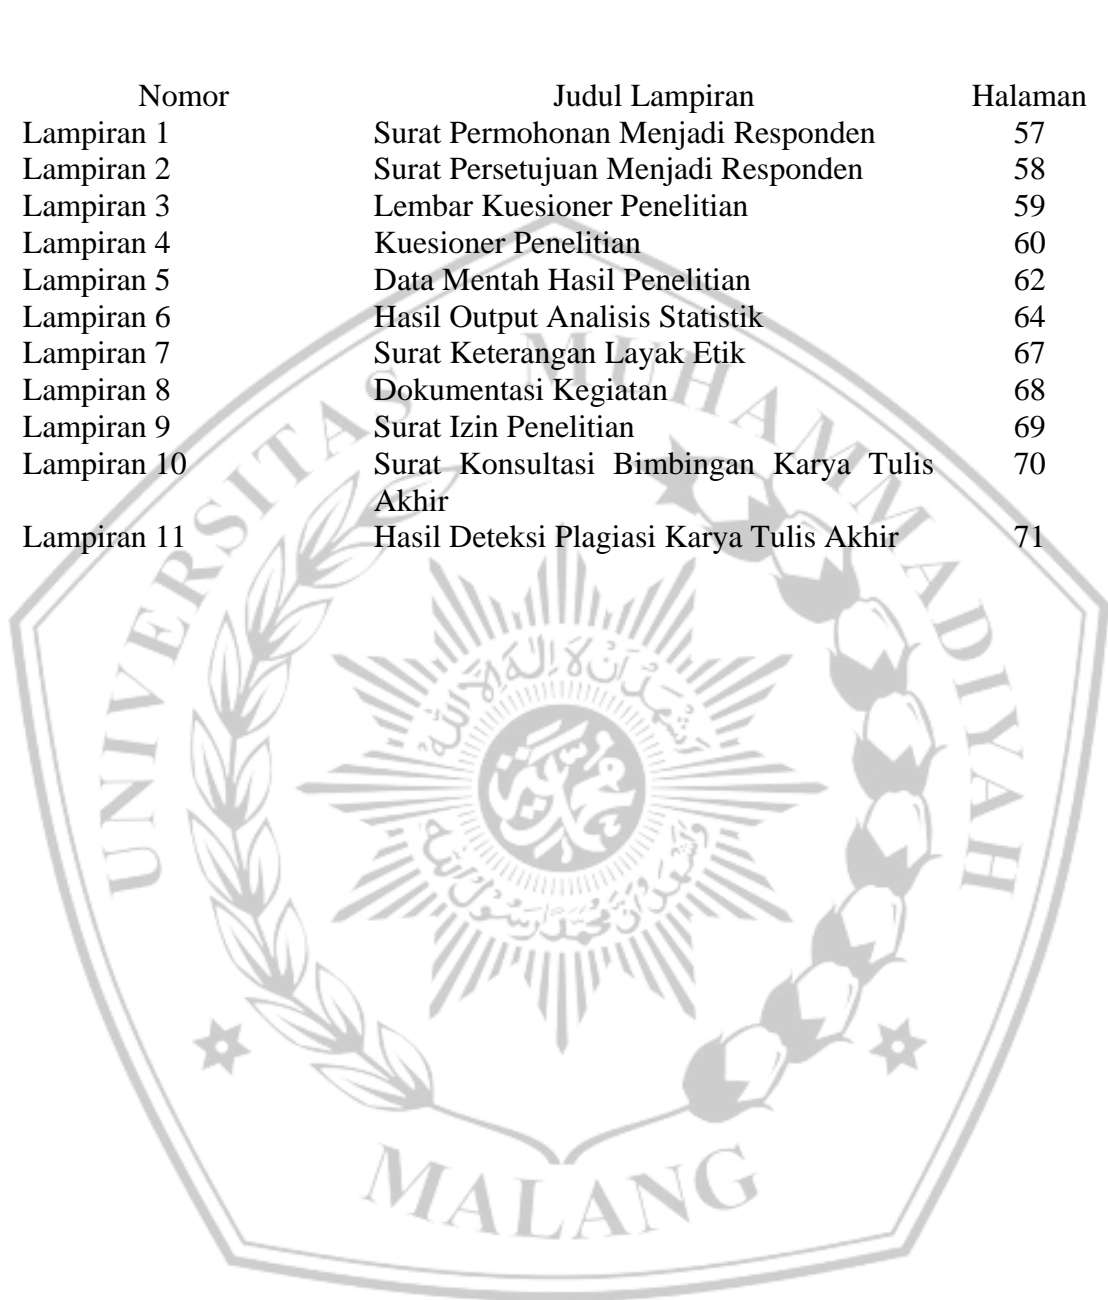 Nomor Judul Lampiran Halaman
Lampiran 1 Surat Permohonan Menjadi Responden 57
Lampiran 2 Surat Persetujuan Menjadi Responden 58
Lampiran 3 Lembar Kuesioner Penelitian 59
Lampiran 4 Kuesioner Penelitian 60
Lampiran 5 Data Mentah Hasil Penelitian 62
Lampiran 6 Hasil Output Analisis Statistik 64
Lampiran 7 Surat Keterangan Layak Etik 67
Lampiran 8 Dokumentasi Kegiatan 68
Lampiran 9 Surat Izin Penelitian 69
Lampiran 10 Surat Konsultasi Bimbingan Karya Tulis 70
Akhir
Lampiran 11 Hasil Deteksi Plagiasi Karya Tulis Akhir 71
UNIVERSITAS MUHAMMADIYAH
MALANG